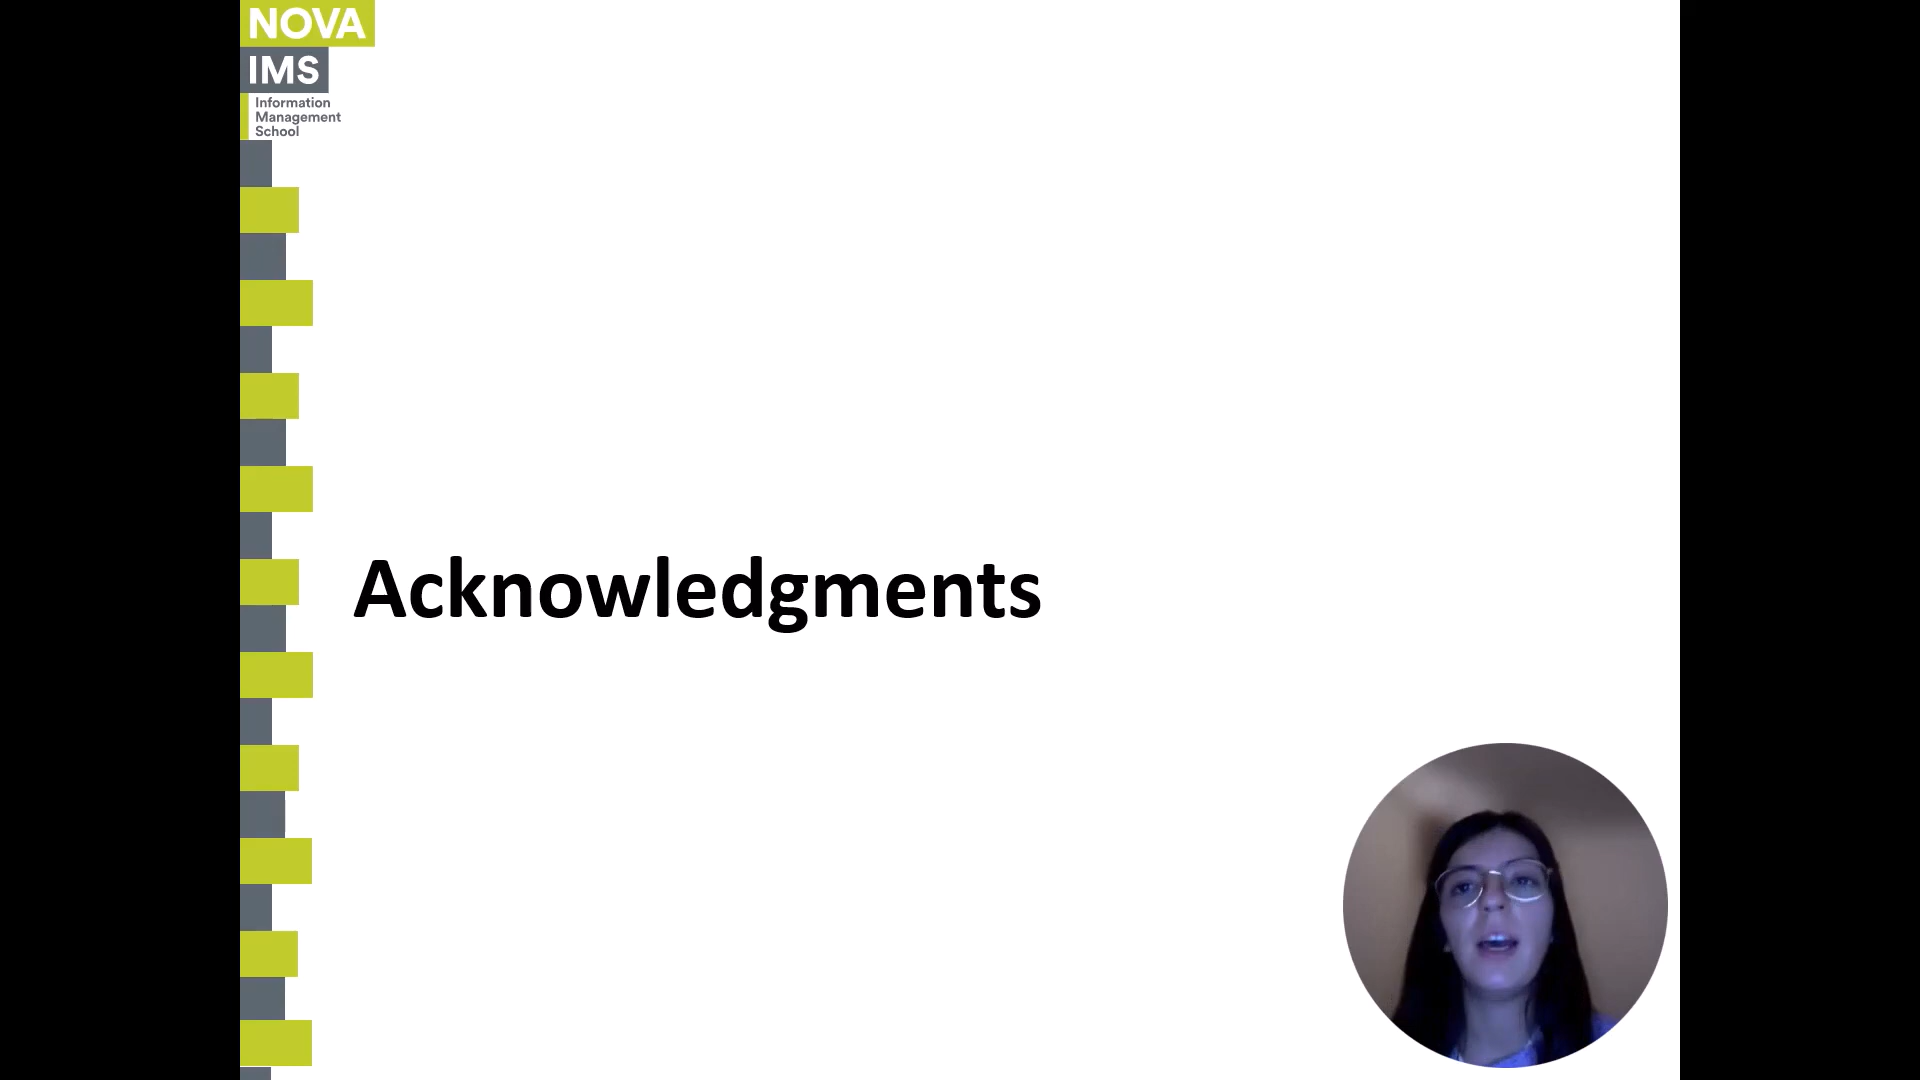 NOVA
IMS
Information
Management
School
Acknowledgments